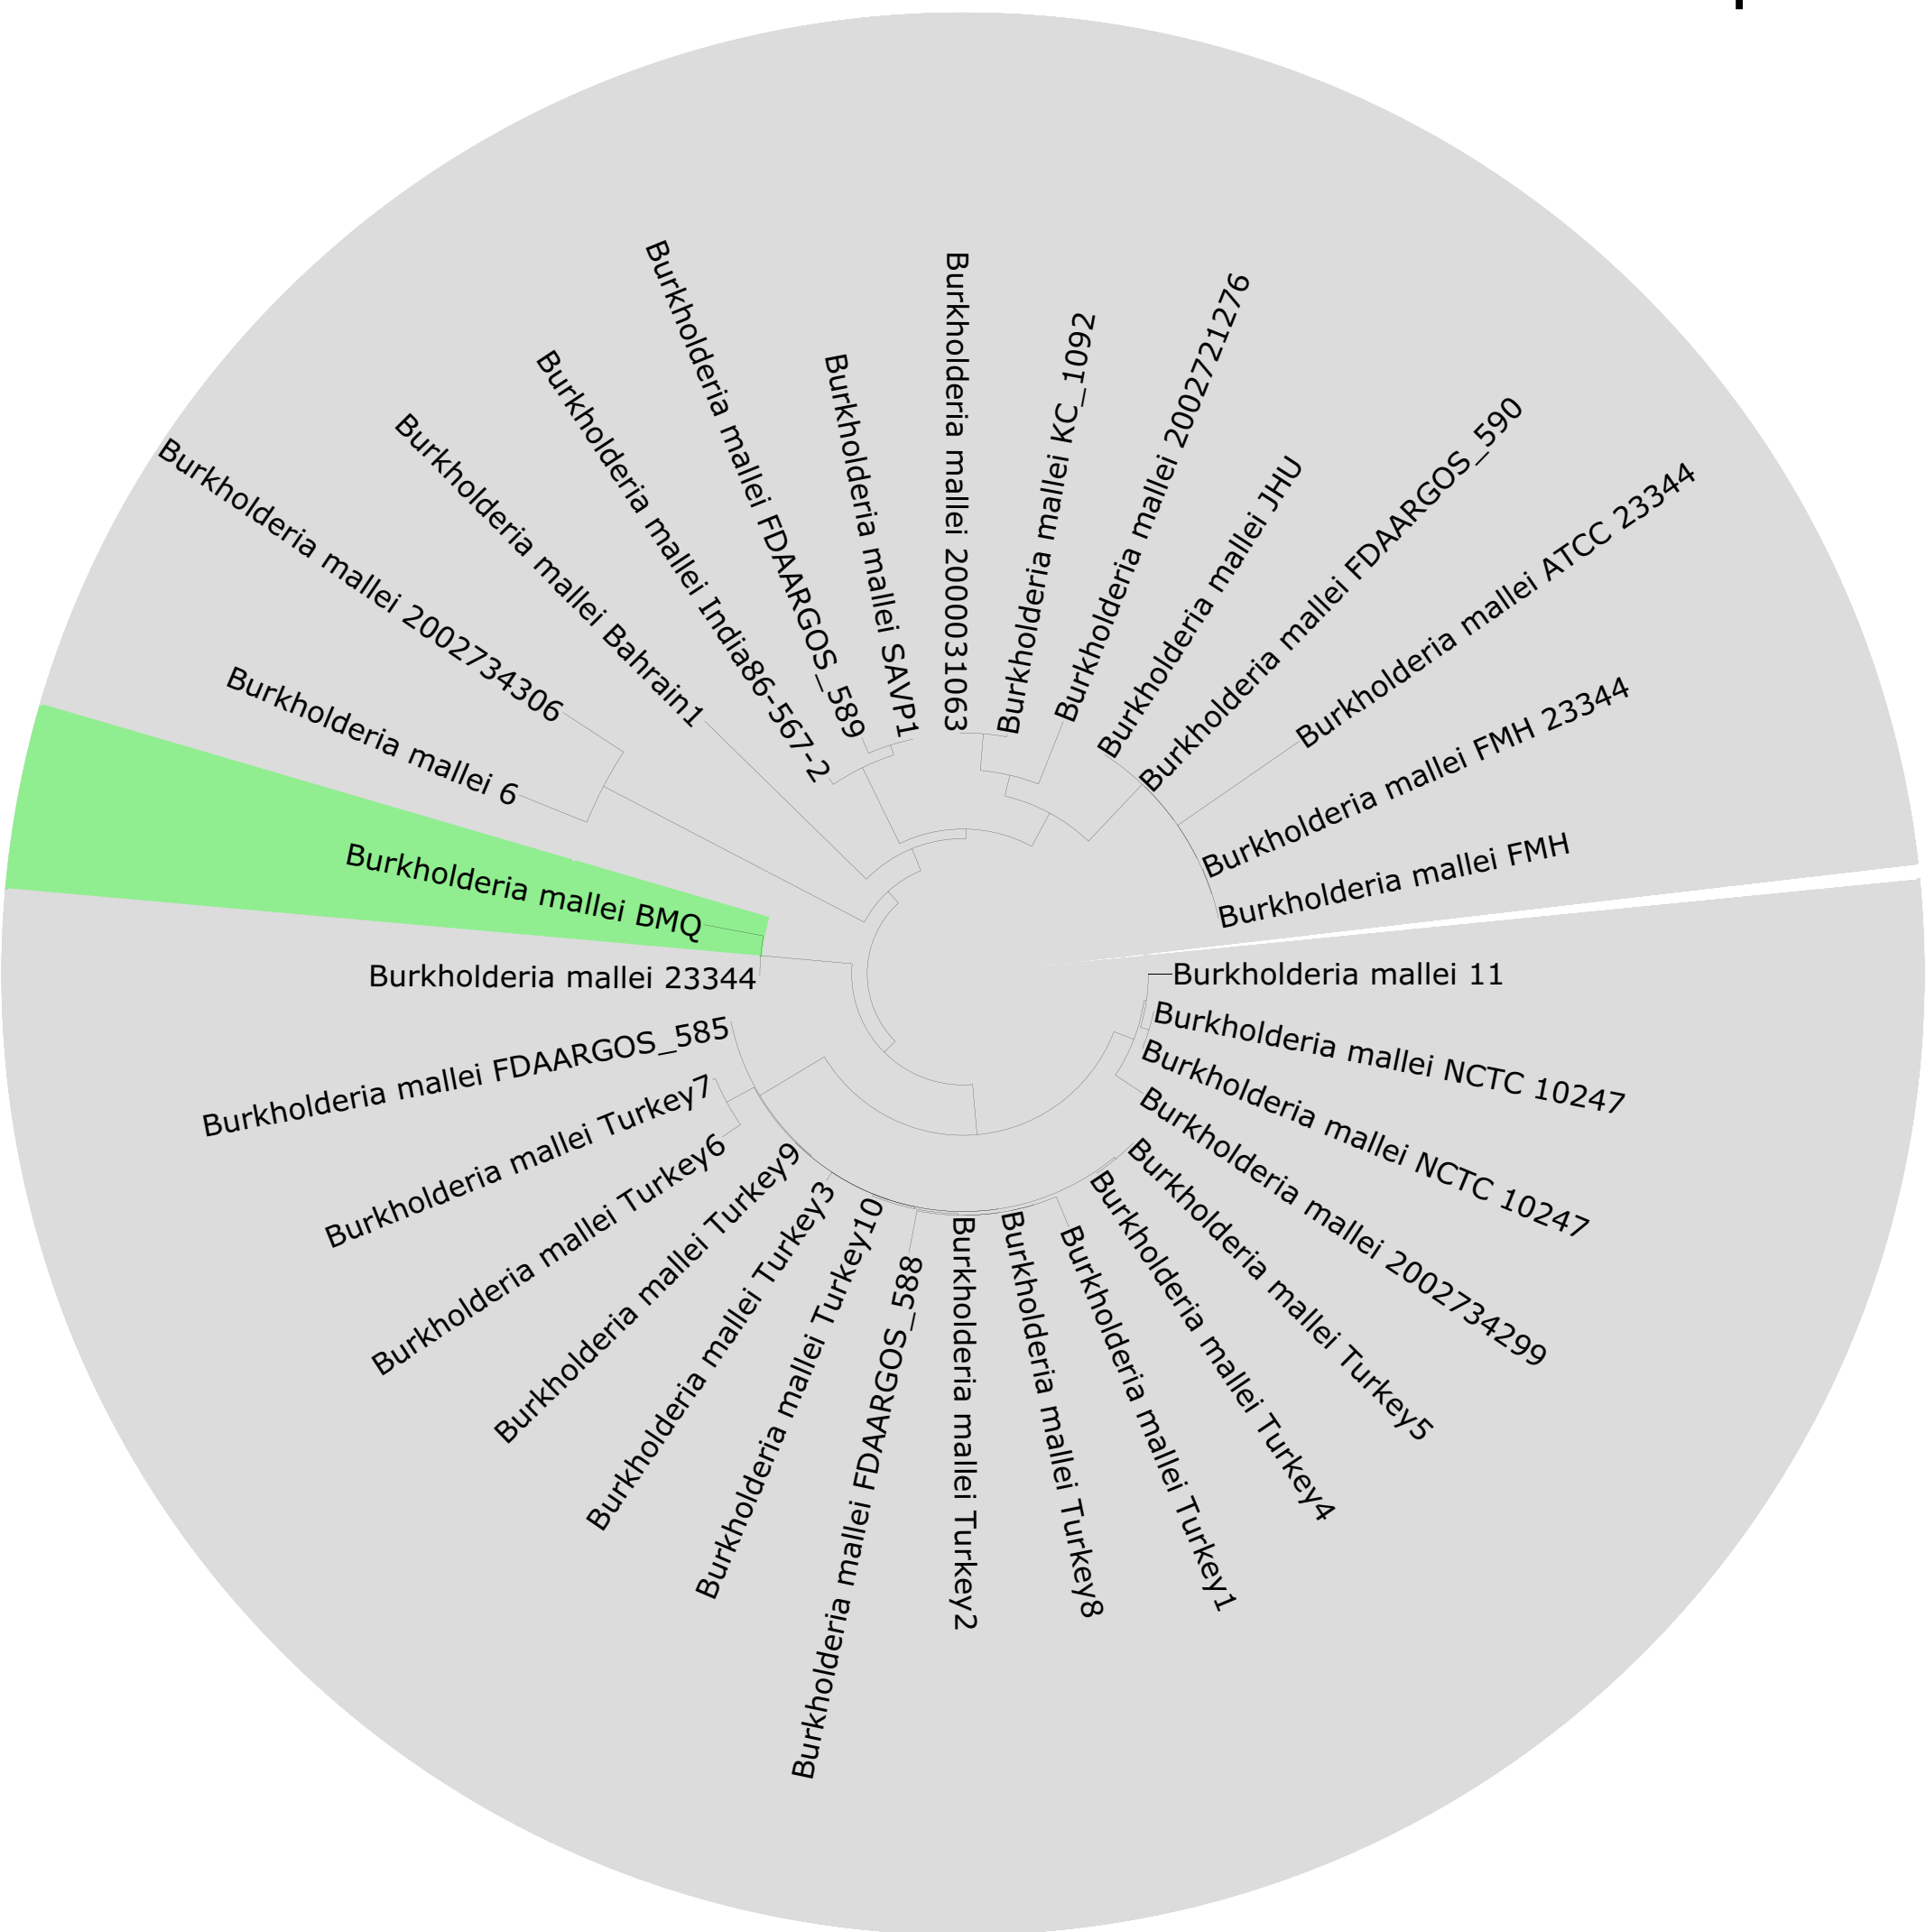 Burkholderia mallei 2000031063
Burkholderia mallei KC_1092
Burkholderia mallei 2002721276
Burkholderia mallei JHU
Burkholderia mallei FDAARGOS_590
Burkholderia mallei ATCC 23344
Burkholderia mallei FMH 23344
Burkholderia mallei FMH
Burkholderia mallei 11
Burkholderia mallei NCTC 10247
Burkholderia mallei NCTC 10247
Burkholderia mallei 2002734299
Burkholderia mallei Turkey5
Burkholderia mallei Turkey4
Burkholderia mallei Turkey1
Burkholderia mallei Turkey8
Burkholderia mallei Turkey2
Burkholderia mallei FDAARGOS_588
Burkholderia mallei Turkey10
Burkholderia mallei Turkey3
Burkholderia mallei Turkey9
Burkholderia mallei Turkey6
Burkholderia mallei Turkey7
Burkholderia mallei FDAARGOS_585
Burkholderia mallei 23344
Burkholderia mallei BMQ
Burkholderia mallei 6
Burkholderia mallei 2002734306
Burkholderia mallei Bahrain1
Burkholderia mallei India86-567-2
Burkholderia mallei FDAARGOS_589
Burkholderia mallei SAVP1